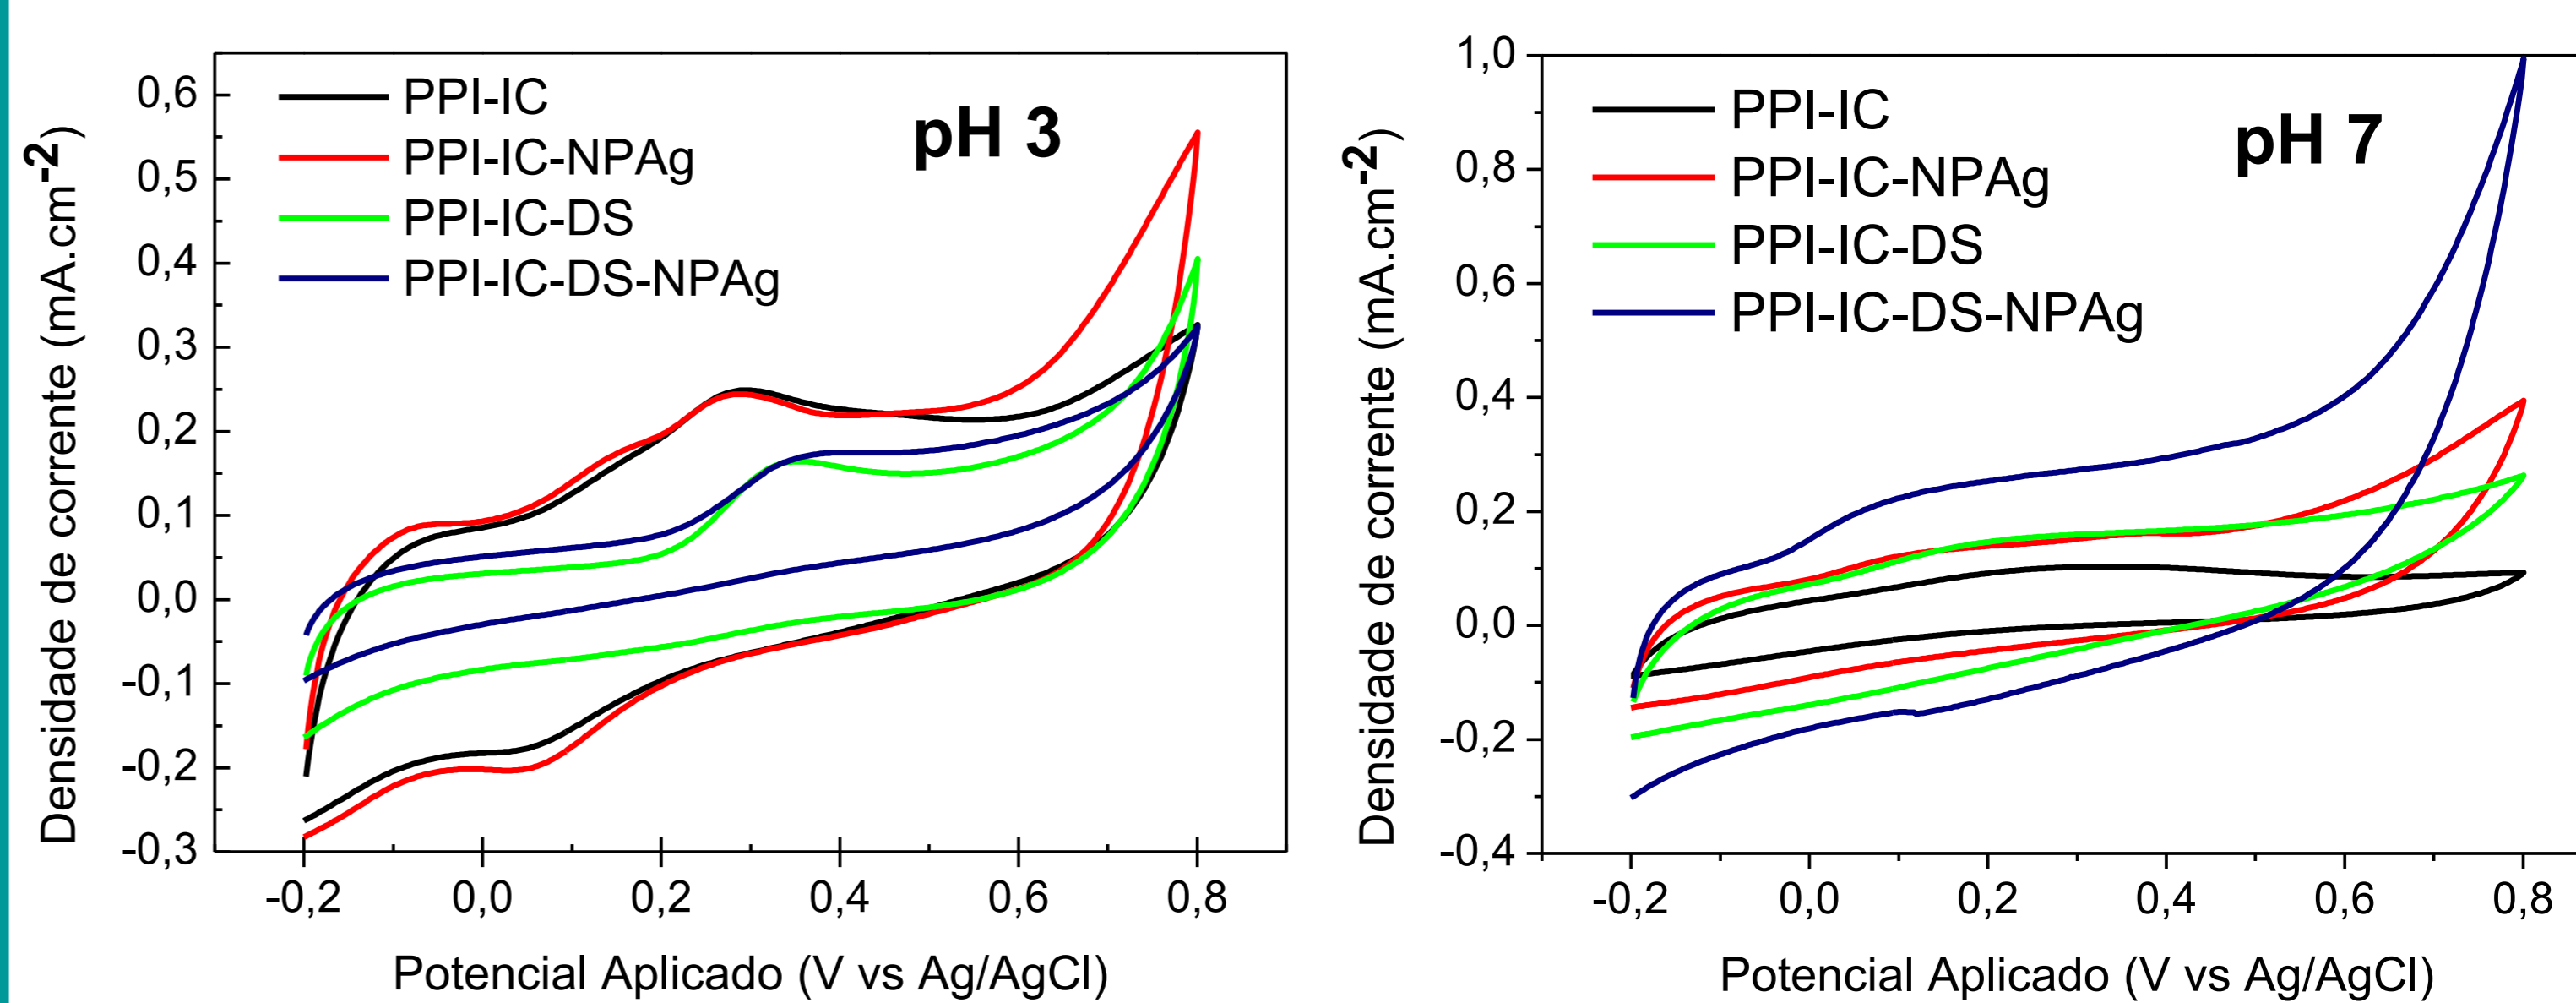 Densidade de corrente (mA.cm-2)
0,6
0,5
0,4
0,3
0,2
0,1
0,0
-0,1
-0,2
-0,3
PPI-IC
PPI-IC-NPAg
PPI-IC-DS
PPI-IC-DS-NPAg
pH 3
-0,2 0,0 0,2 0,4 0,6 0,8
Potencial Aplicado (V vs Ag/AgCl)
Densidade de corrente (mA.cm-2)
1,0
0,8
0,6
0,4
0,2
0,0
-0,2
-0,4
PPI-IC
PPI-IC-NPAg
PPI-IC-DS
PPI-IC-DS-NPAg
pH 7
-0,2 0,0 0,2 0,4 0,6 0,8
Potencial Aplicado (V vs Ag/AgCl)